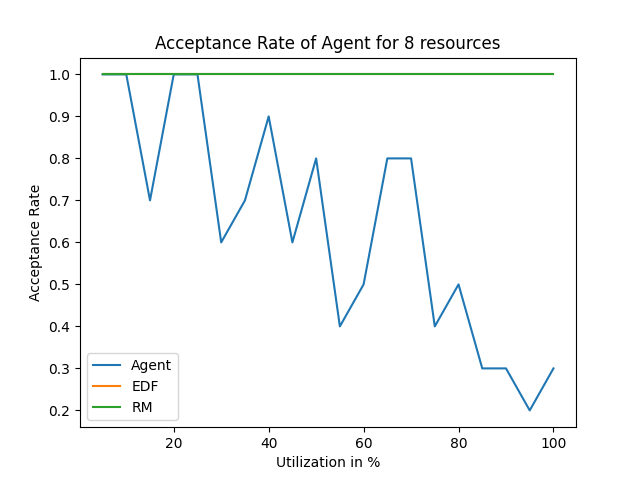 Acceptance Rate of Agent for 8 resources
1.0
0.9
0.8
0.7
0.6
0.5
0.4
0.3
0.2
Acceptance Rate
Agent
EDF
RM
20
40
60
80
100
Utilization in %